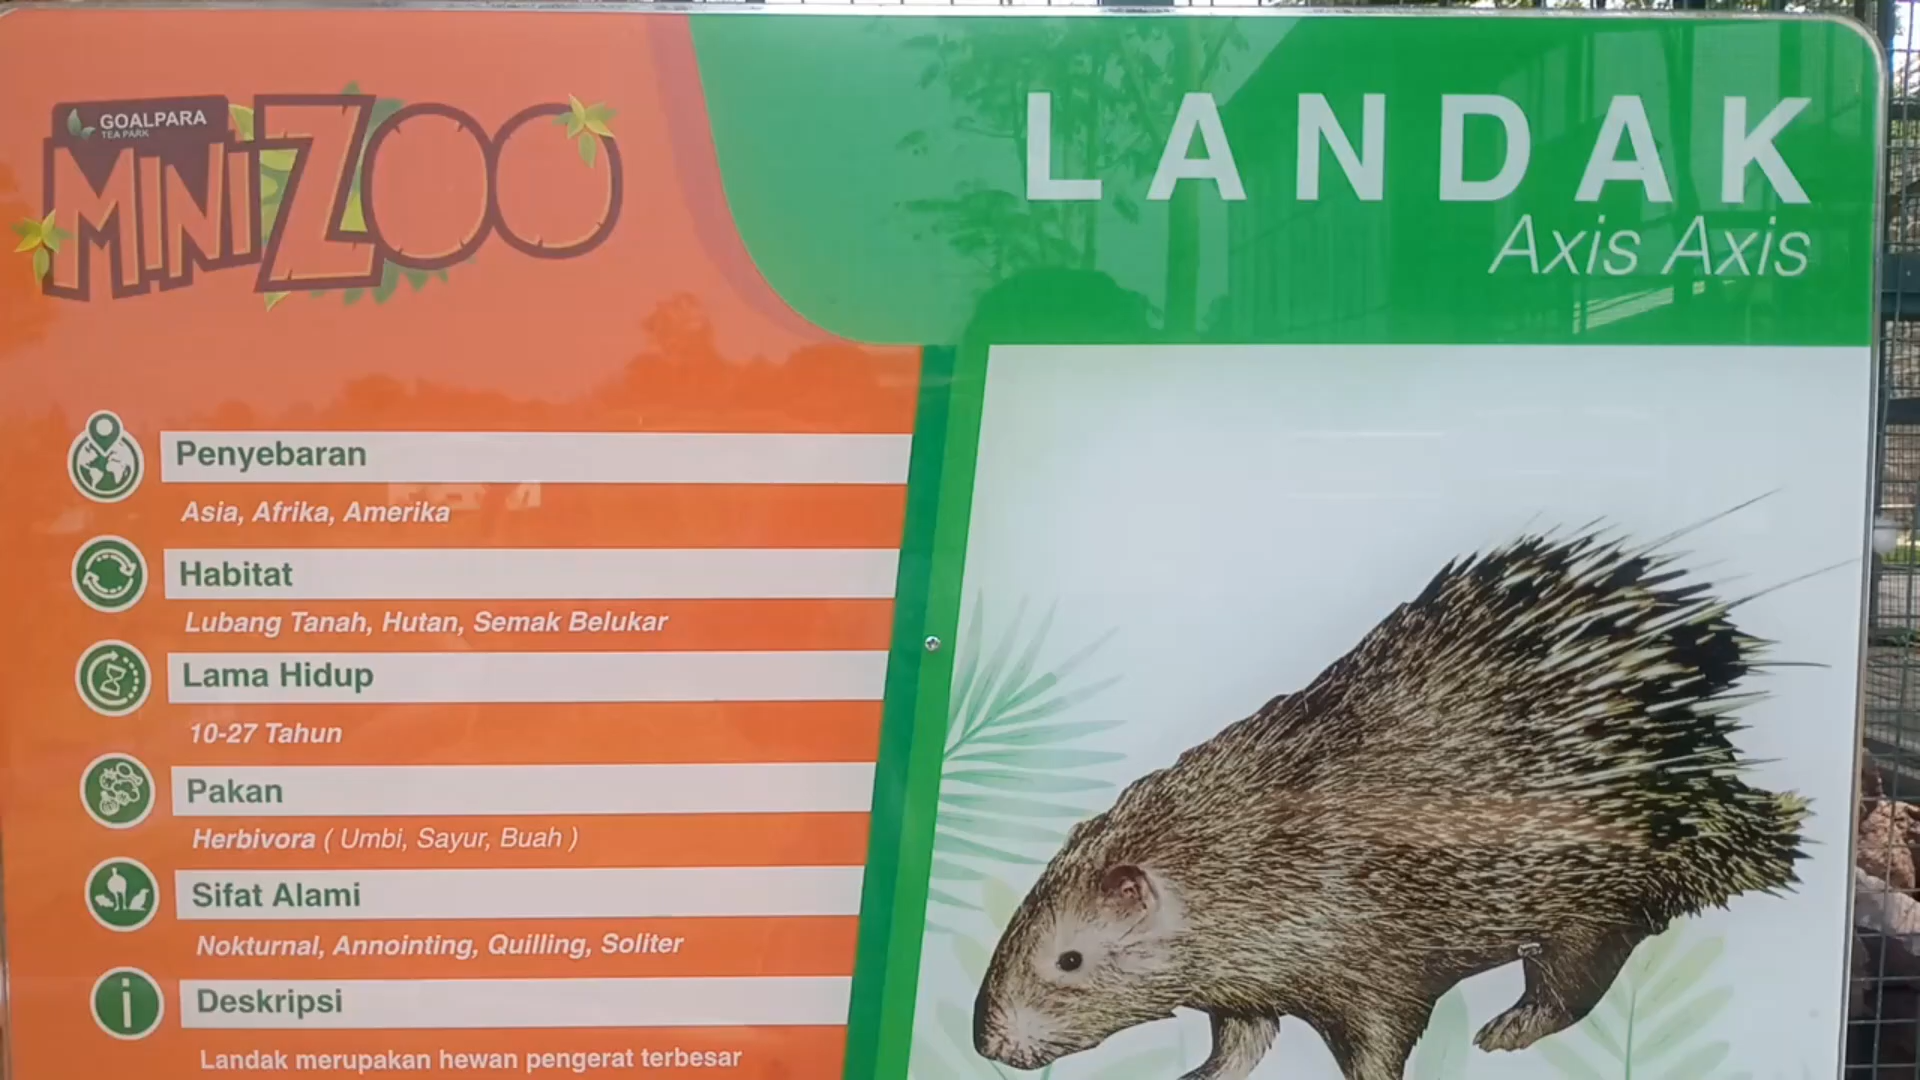 GOALPARA
TEA PARK
MINI ZOO
LANDAK
Axis Axis
Penyebaran
Asia, Afrika, Amerika
Habitat
Lubang Tanah, Hutan, Semak Belukar
Lama Hidup
10-27 Tahun
Pakan
Herbivora ( Umbi, Sayur, Buah )
Sifat Alami
Nokturnal, Annointing, Quilling, Soliter
Deskripsi
Landak merupakan hewan pengerat terbesar